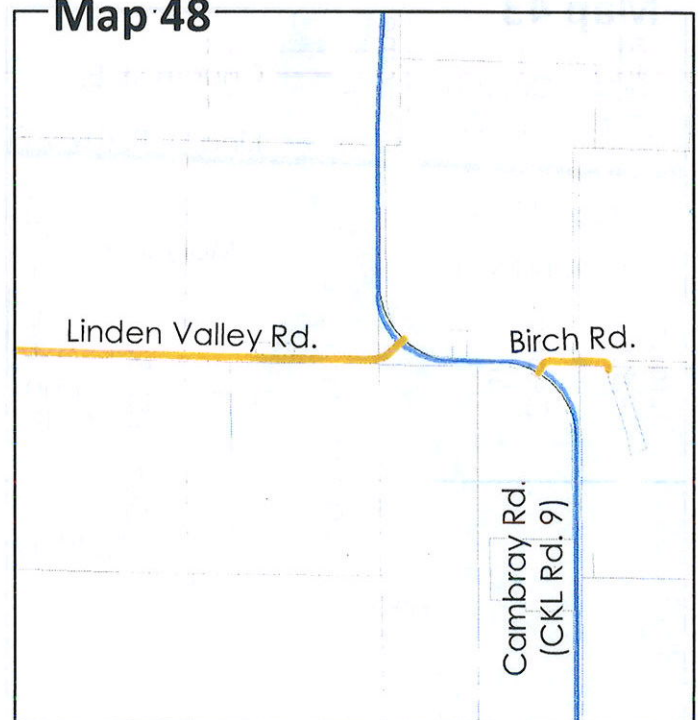 Map 48
Linden Valley Rd.
Birch Rd.
Cambray Rd.
(CKL Rd. 9)